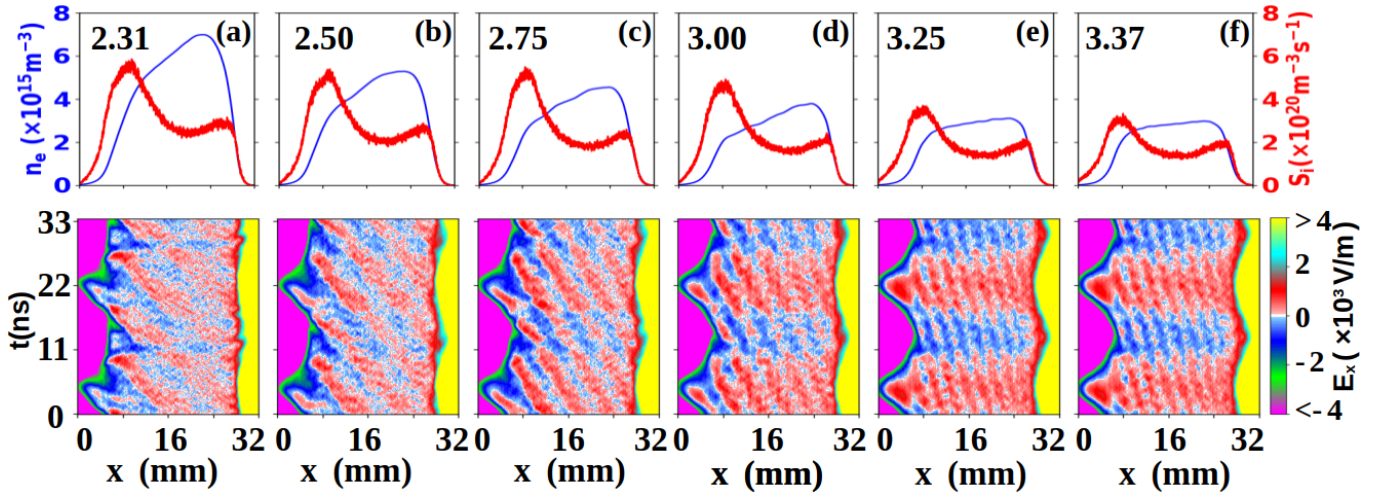 8 6 4 2 0
n_e (×10^15 m^−3)
2.31 (a)
2.50 (b)
2.75 (c)
3.00 (d)
3.25 (e)
3.37 (f)
8 6 4 2 0
S_i(×10^20 m^−3 s^−1)
33 22 11 0
t(ns)
0 16 32
x (mm)
0 16 32
x (mm)
0 16 32
x (mm)
0 16 32
x (mm)
0 16 32
x (mm)
0 16 32
x (mm)
> 4
2
0
- 2
<- 4
E_x ( ×10^3 V/m)